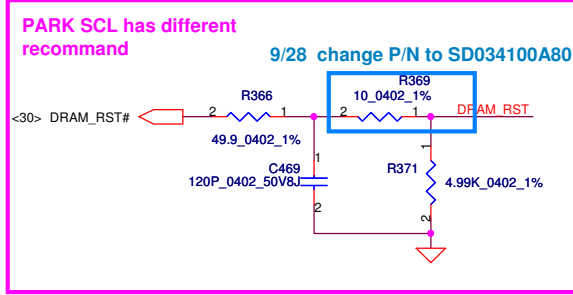 PARK SCL has different
recommand
9/28 change P/N to SD034100A80
R369
10_0402_1%
R366
<30> DRAM_RST#
2
1
2
1
DRAM_RST
49.9_0402_1%
C469
120P_0402_50V8J
1
2
R371
4.99K_0402_1%
1
2